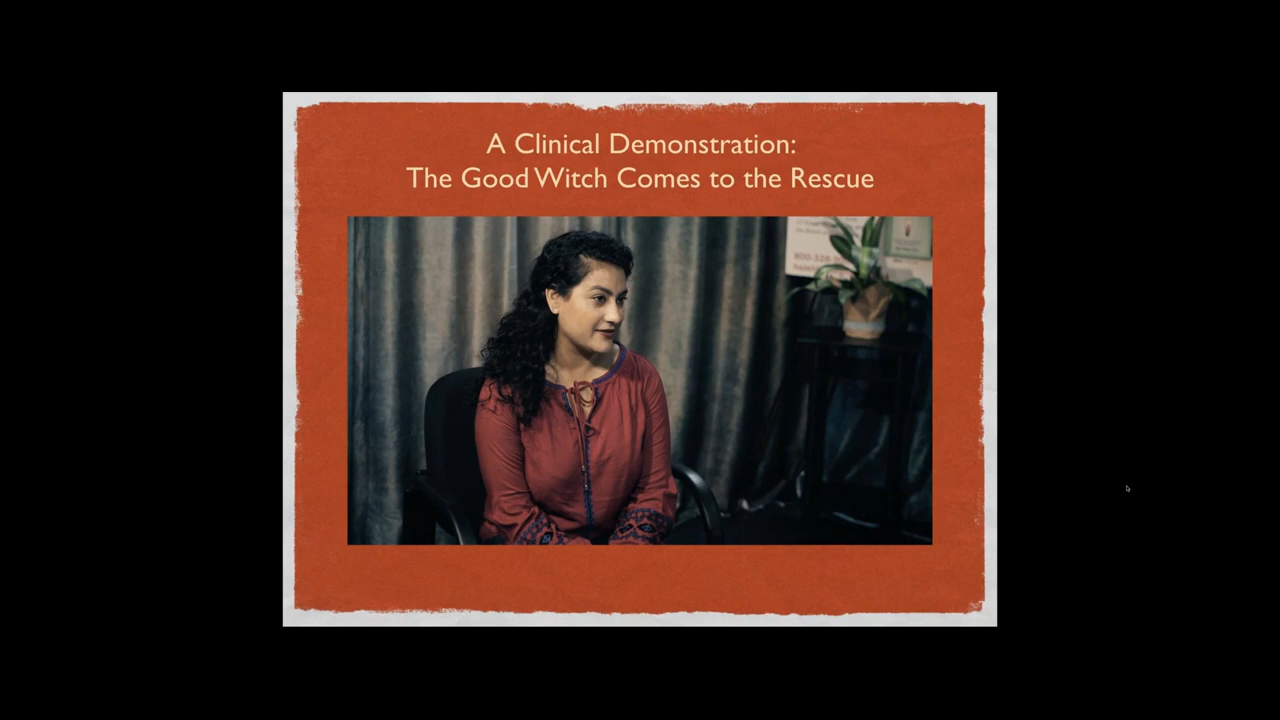 A Clinical Demonstration:
The Good Witch Comes to the Rescue